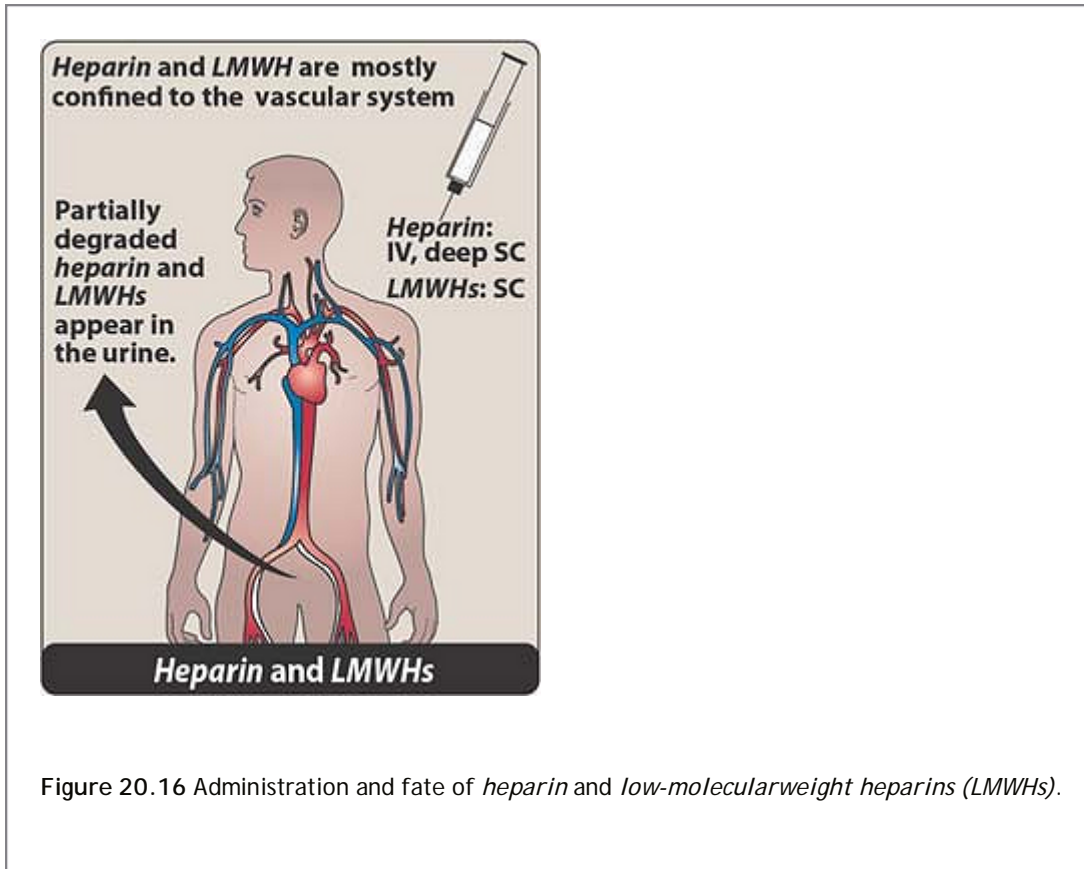 Heparin and LMWH are mostly
confined to the vascular system
Partially
degraded
heparin and
LMWHs
appear in
the urine.
Heparin:
IV, deep SC
LMWHs: SC
Heparin and LMWHs
Figure 20.16 Administration and fate of heparin and low-molecularweight heparins (LMWHs).